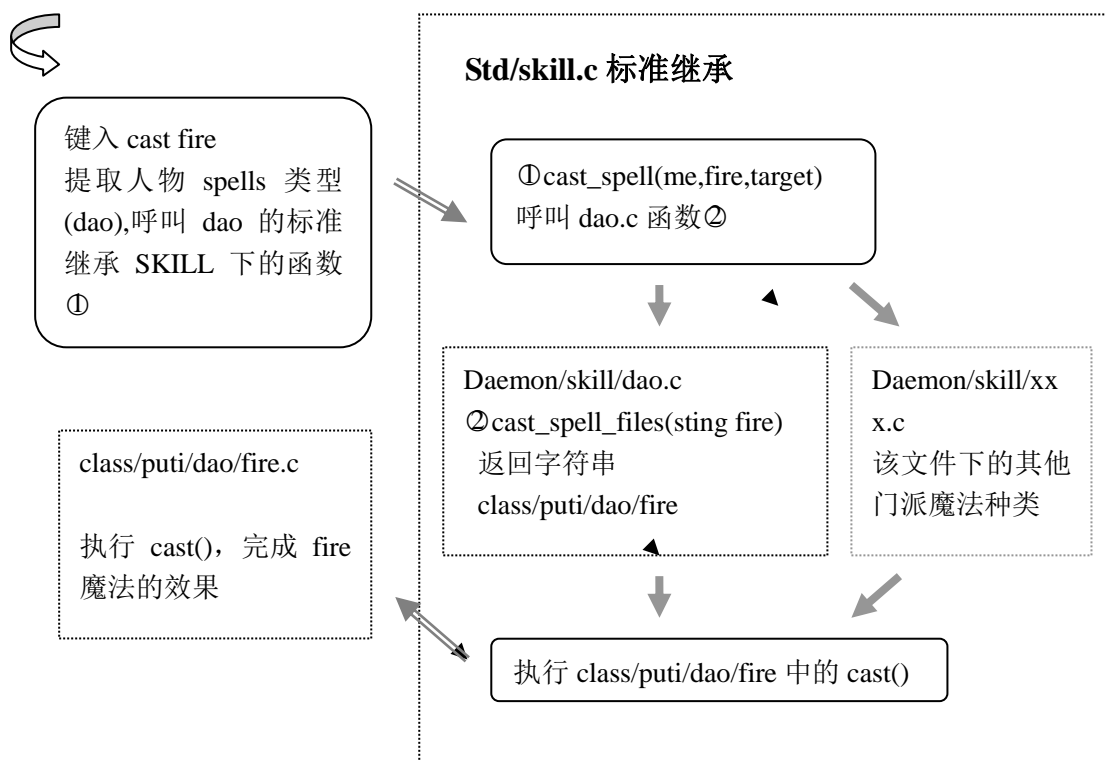 Std/skill.c 标准继承
键入 cast fire
提取人物 spells 类型
(dao),呼叫 dao 的标准
继承 SKILL 下的函数
①
①cast_spell(me,fire,target)
呼叫 dao.c 函数②
Daemon/skill/dao.c
②cast_spell_files(sting fire)
返回字符串
class/puti/dao/fire
Daemon/skill/xx
x.c
该文件下的其他
门派魔法种类
class/puti/dao/fire.c
执行 cast()，完成 fire
魔法的效果
执行 class/puti/dao/fire 中的 cast()